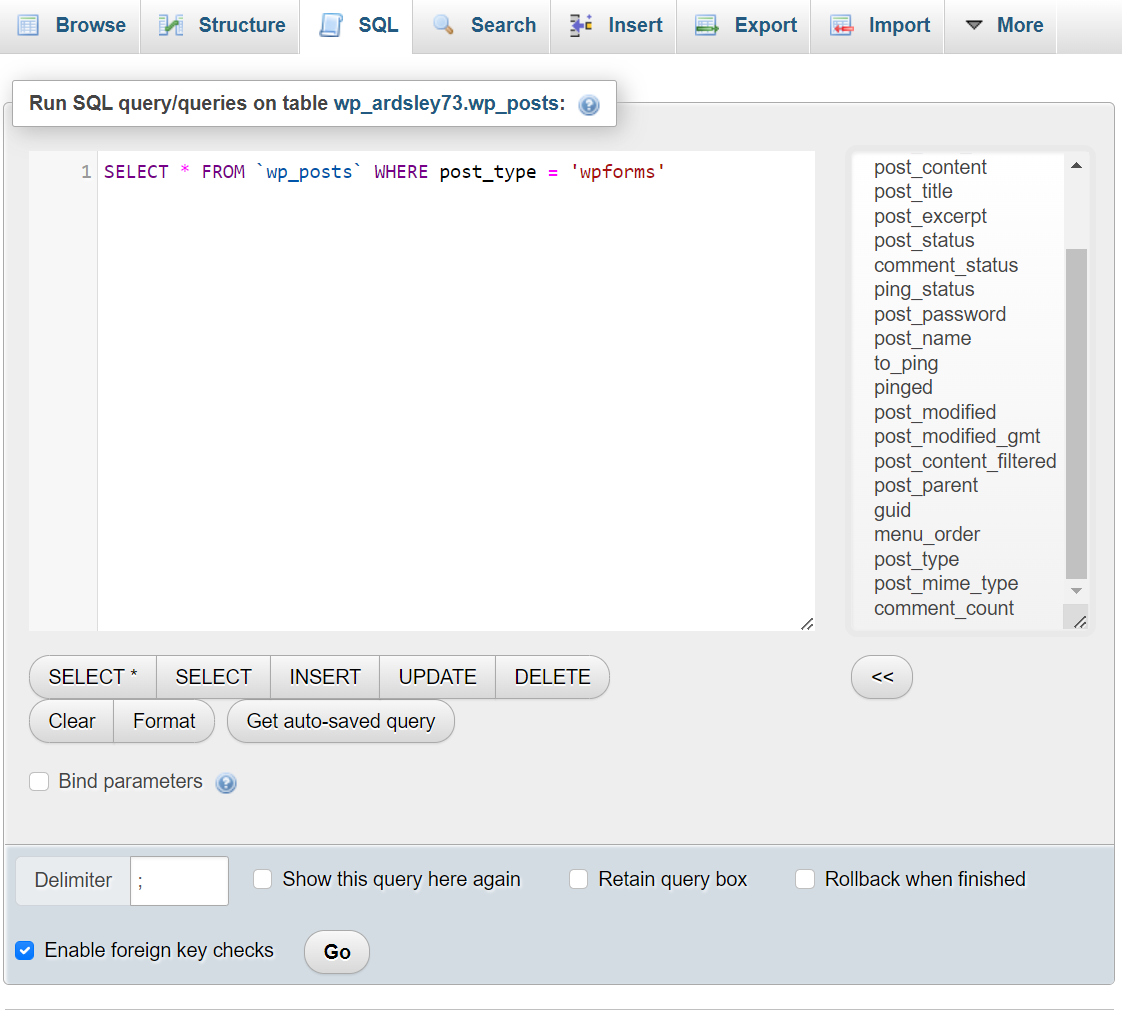 Browse Structure SQL Search Insert Export Import More
Run SQL query/queries on table wp_ardsley73.wp_posts:
1 SELECT * FROM `wp_posts` WHERE post_type = 'wpforms'
post_content
post_title
post_excerpt
post_status
comment_status
ping_status
post_password
post_name
to_ping
pinged
post_modified
post_modified_gmt
post_content_filtered
post_parent
guid
menu_order
post_type
post_mime_type
comment_count
SELECT * SELECT INSERT UPDATE DELETE <<
Clear Format Get auto-saved query
Bind parameters
Delimiter ; Show this query here again Retain query box Rollback when finished
Enable foreign key checks Go